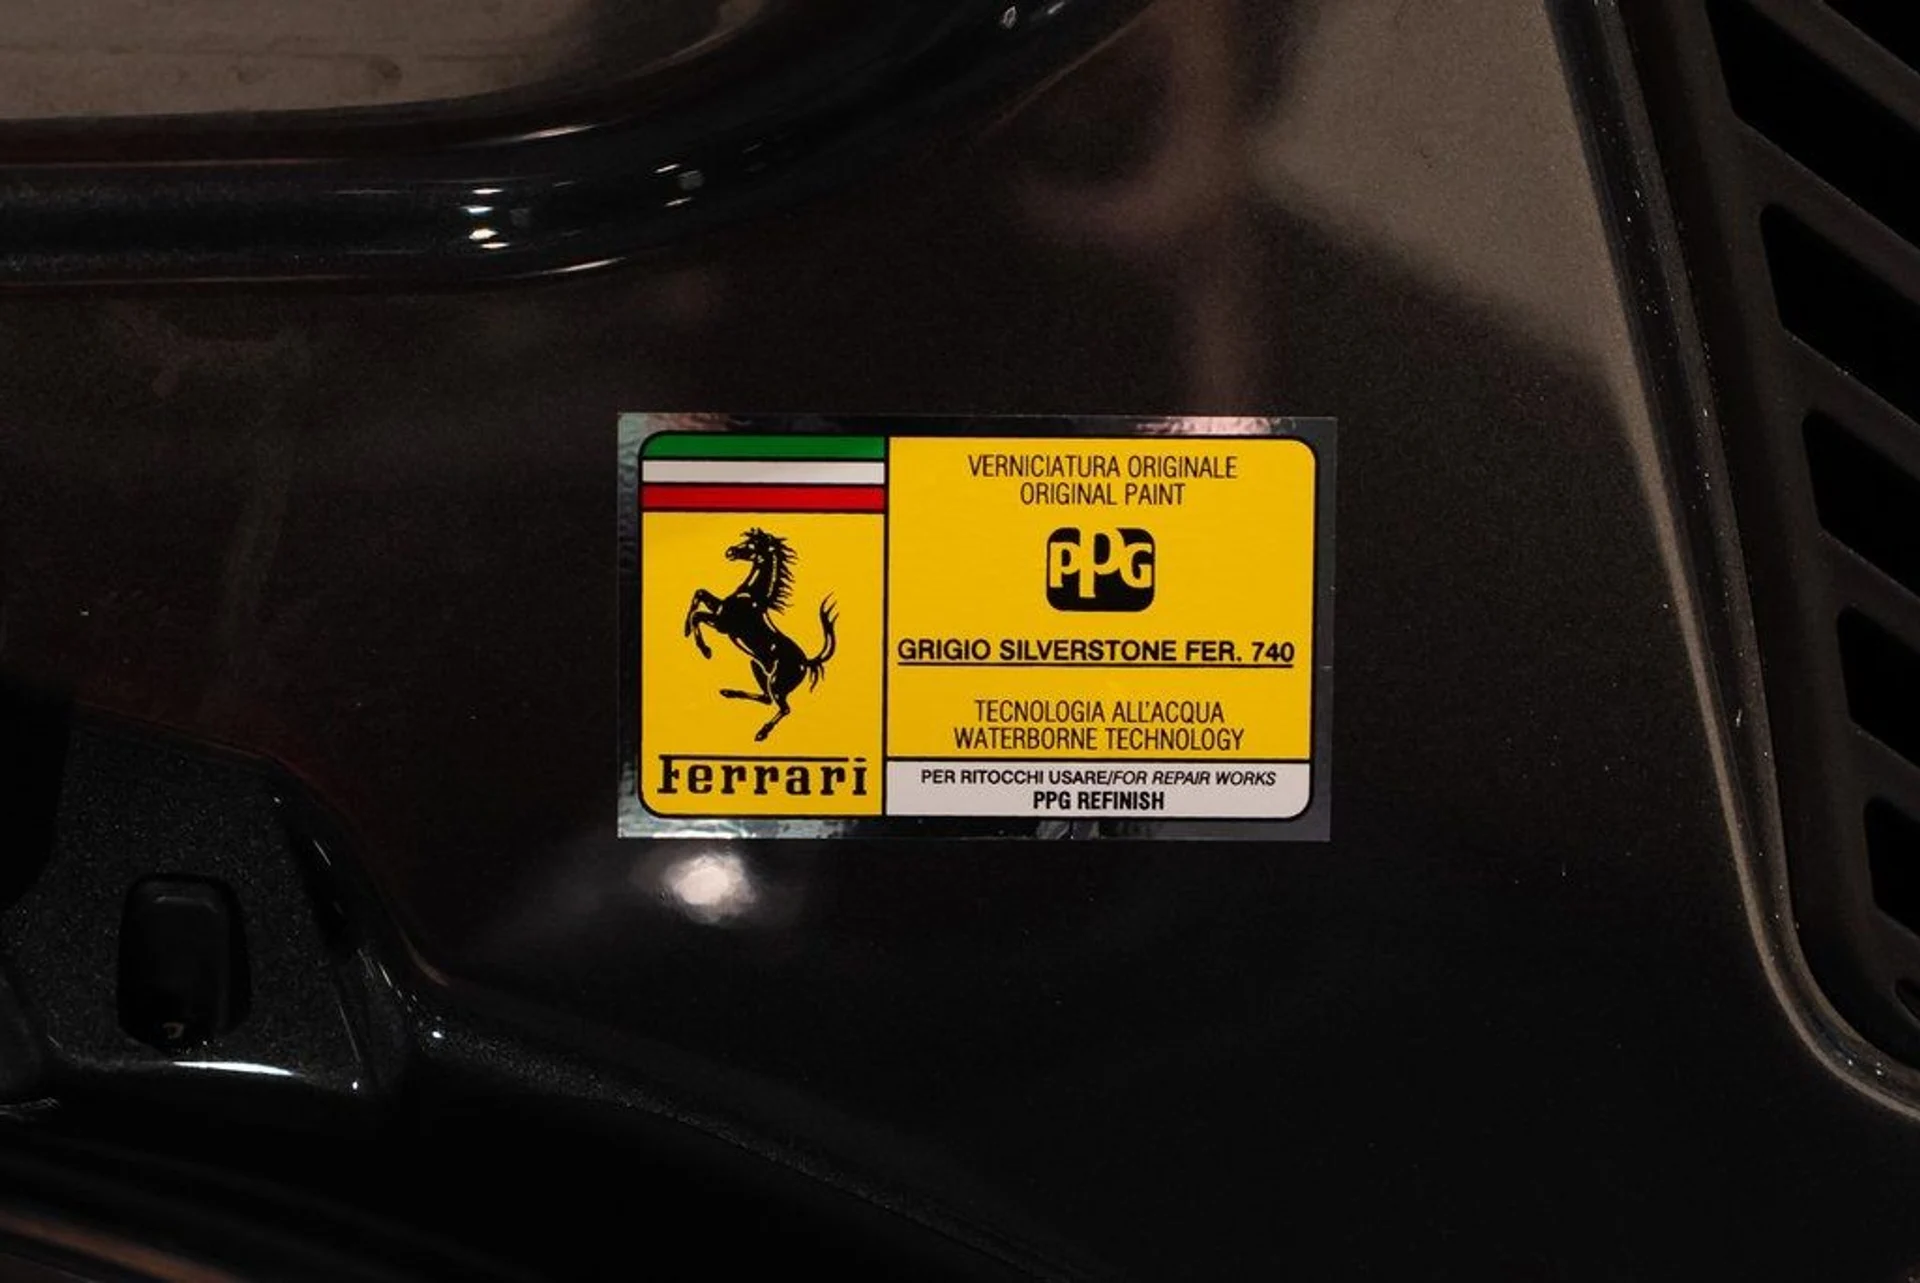 Ferrari
VERNICIATURA ORIGINALE
ORIGINAL PAINT
PPG
GRIGIO SILVERSTONE FER. 740
TECNOLOGIA ALL'ACQUA
WATERBORNE TECHNOLOGY
PER RITOCCHI USARE/FOR REPAIR WORKS
PPG REFINISH